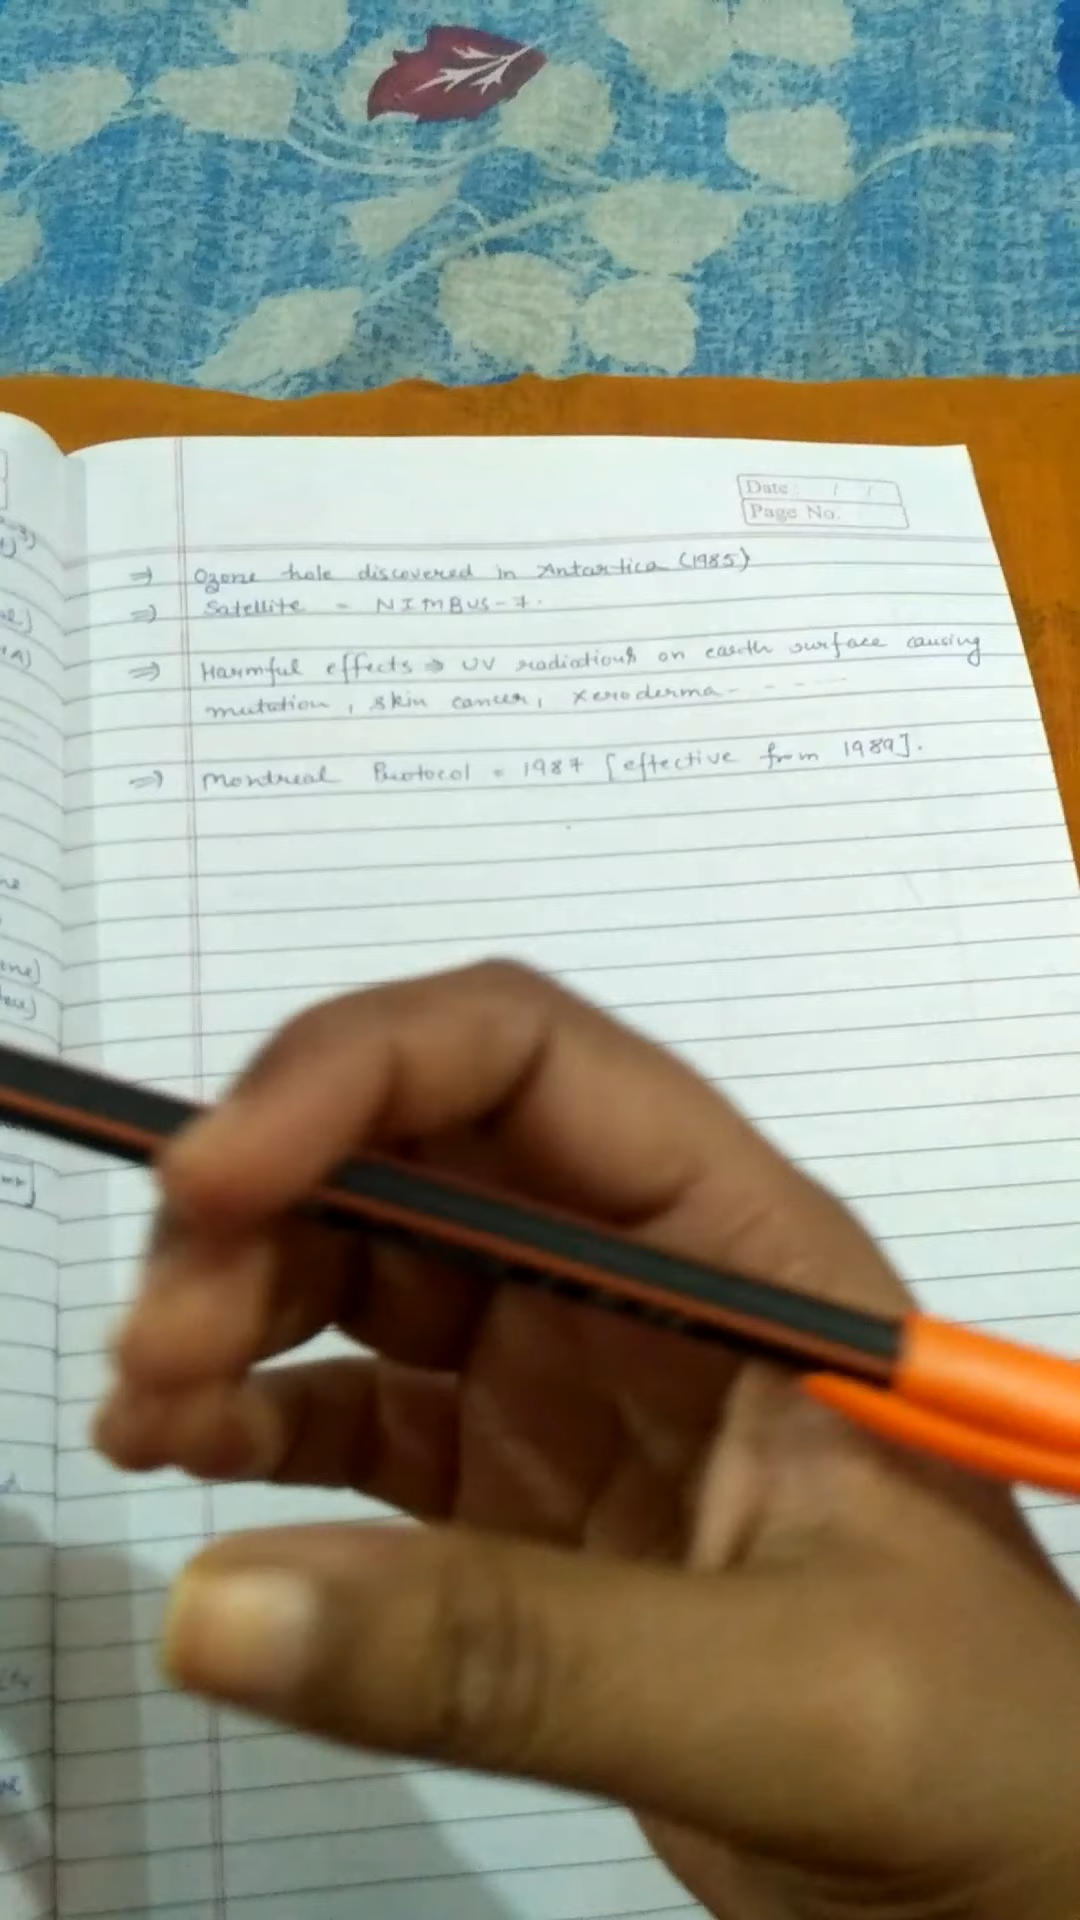 Date : / /
Page No.
⇒ Ozone hole discovered in Antartica (1985)
⇒ Satellite - NIMBUS-7.
⇒ Harmful effects ⇒ UV radiations on earth surface causing
mutation, skin cancer, xeroderma - - - - - -
⇒ Montreal Protocol = 1987 [effective from 1989].